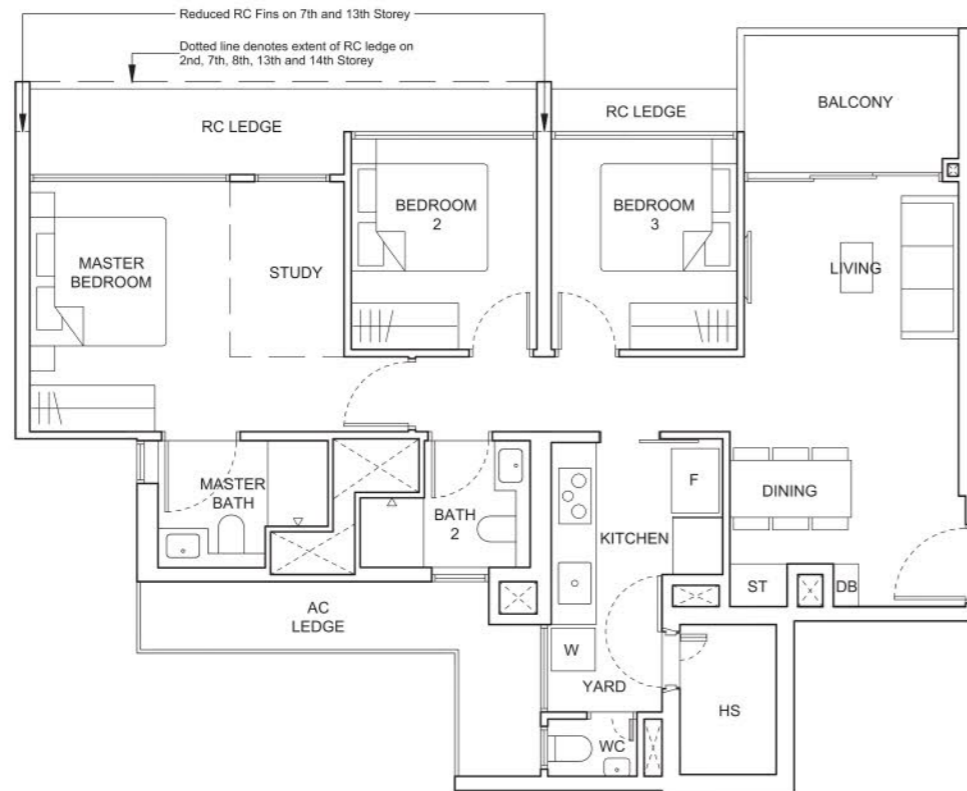 Reduced RC Fins on 7th and 13th Storey
Dotted line denotes extent of RC ledge on
2nd, 7th, 8th, 13th and 14th Storey
RC LEDGE
RC LEDGE
BALCONY
MASTER
BEDROOM
STUDY
BEDROOM
2
BEDROOM
3
LIVING
MASTER
BATH
BATH
2
F
KITCHEN
DINING
ST
DB
AC
LEDGE
W
YARD
HS
WC